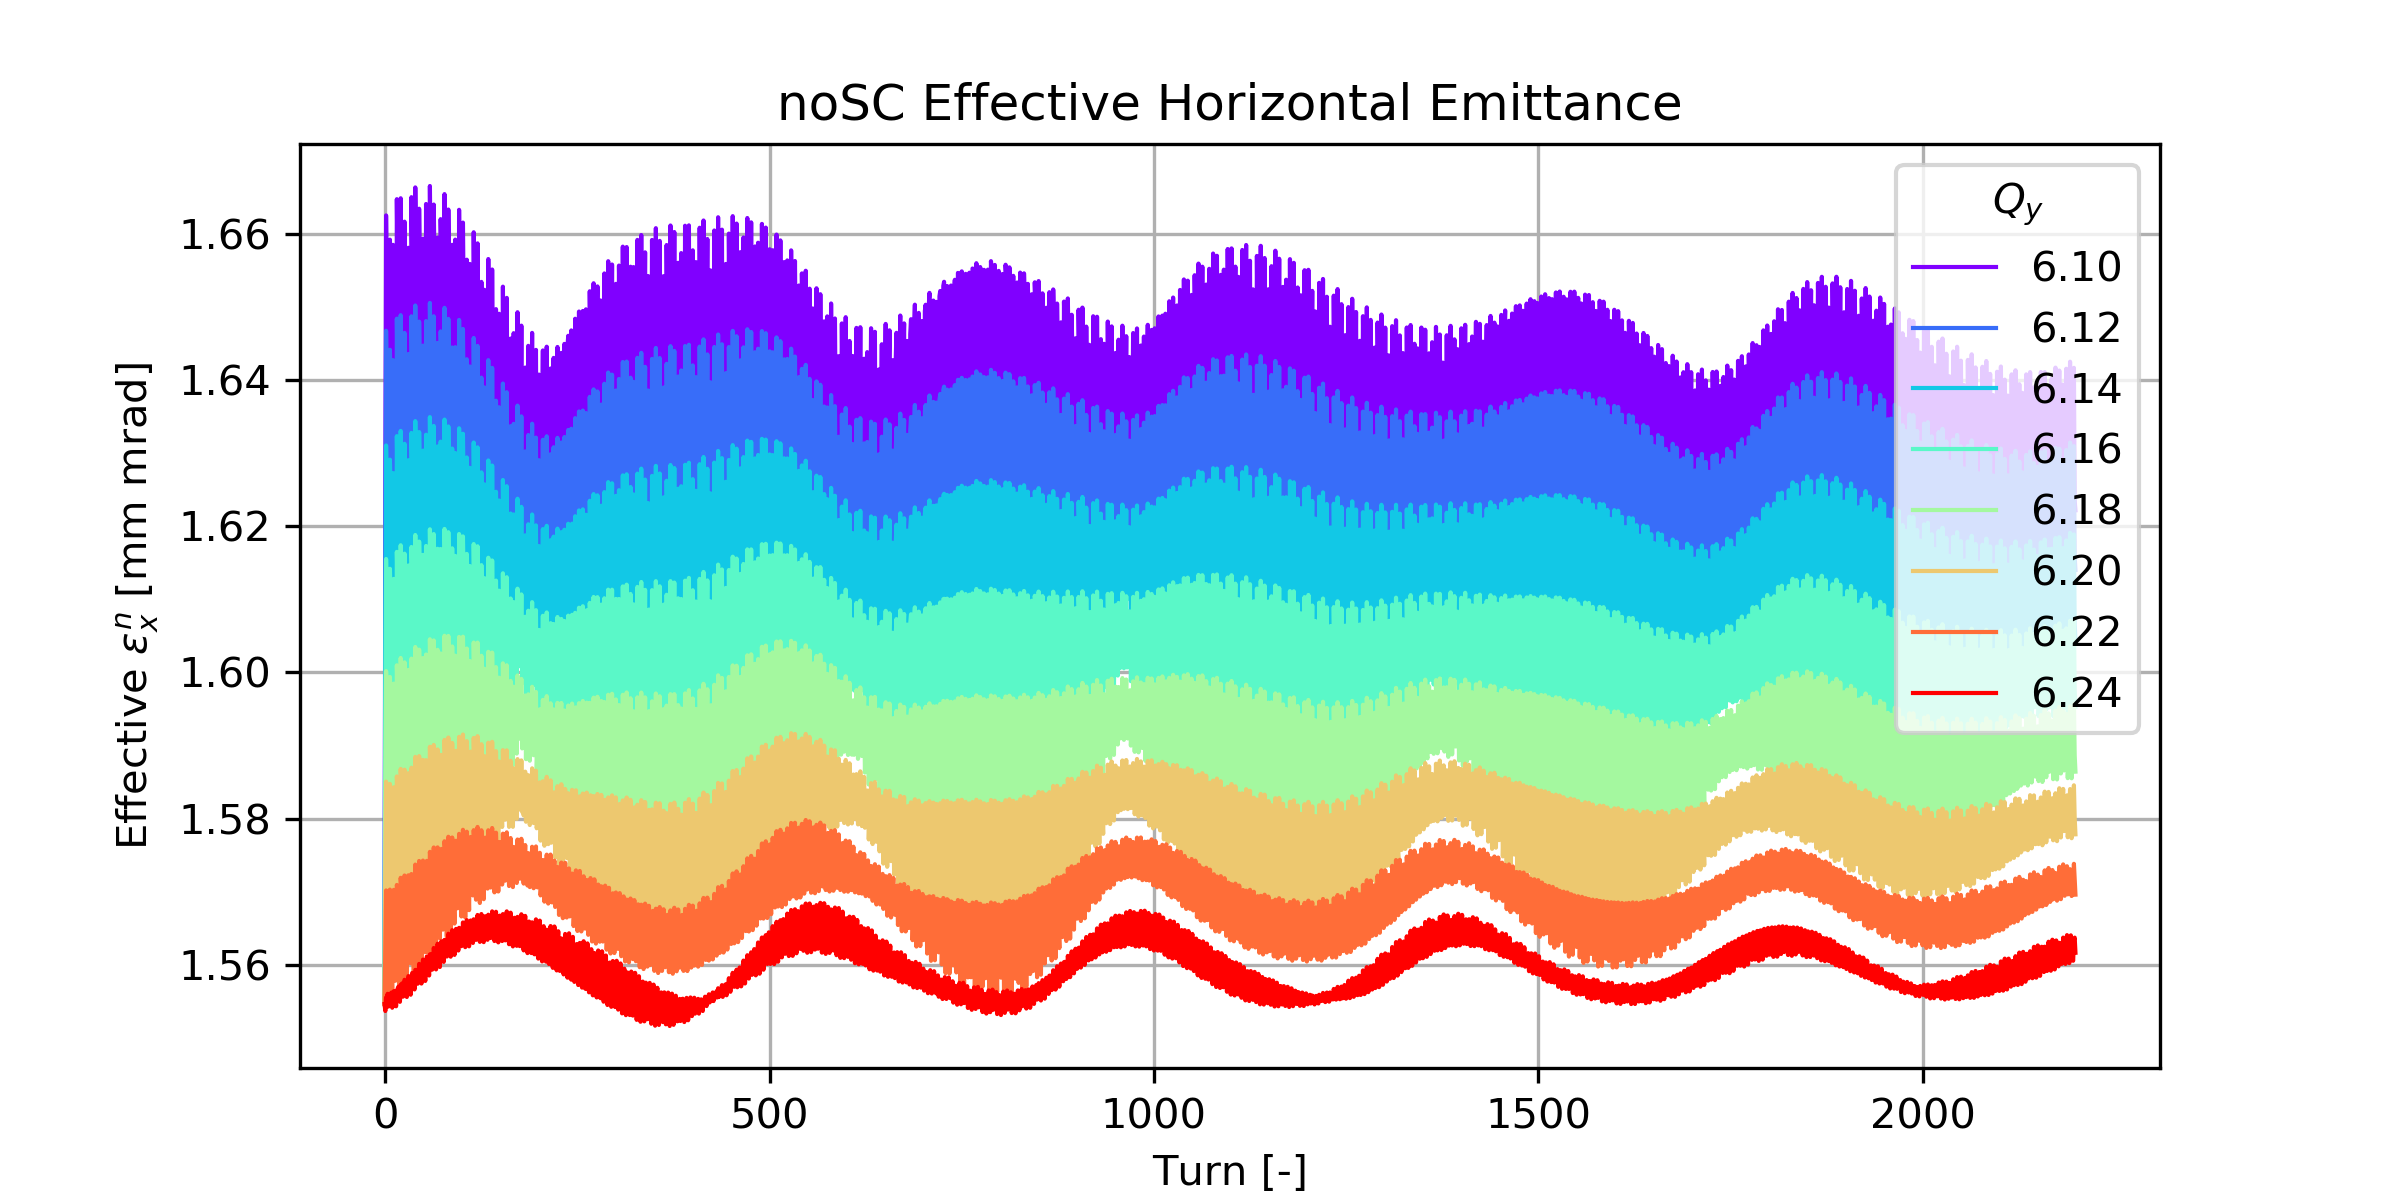 noSC Effective Horizontal Emittance
Effective εₓⁿ [mm mrad]
1.66
1.64
1.62
1.60
1.58
1.56
0 500 1000 1500 2000
Turn [-]
Q_y
6.10
6.12
6.14
6.16
6.18
6.20
6.22
6.24